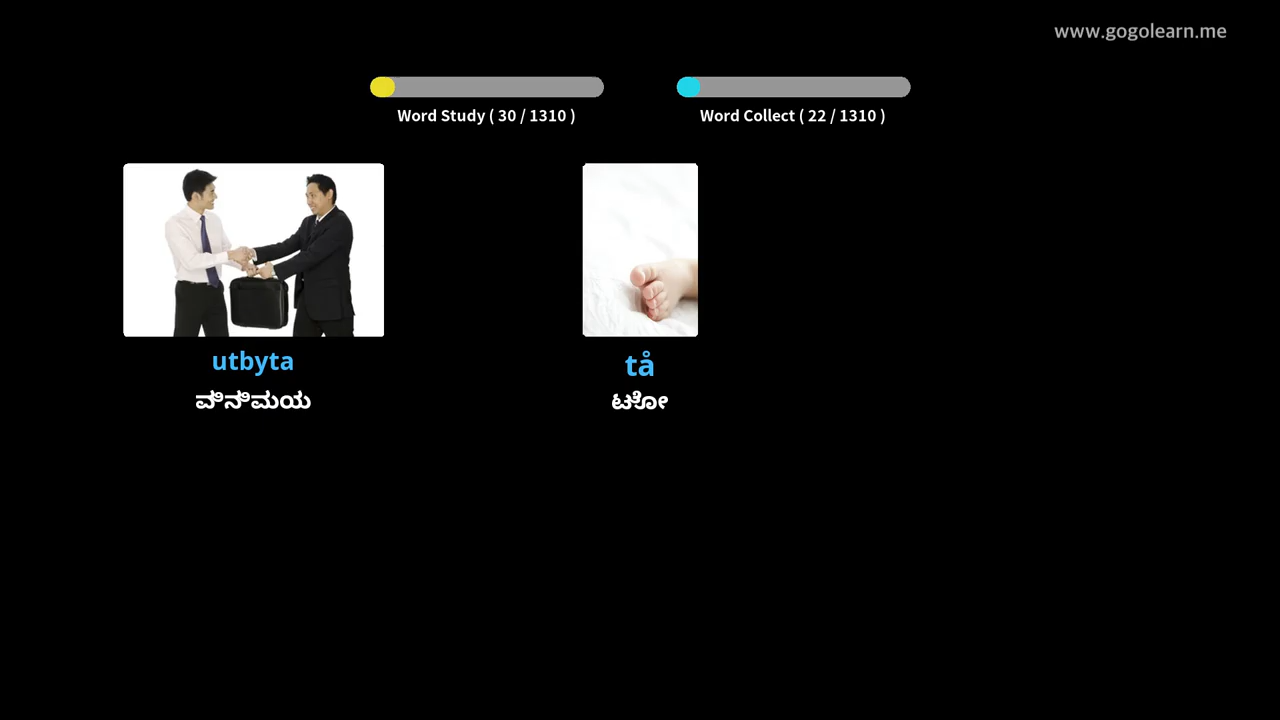 www.gogolearn.me
Word Study ( 30 / 1310 )
Word Collect ( 22 / 1310 )
utbyta
ವಿನಿಮಯ
tå
ಟೋ